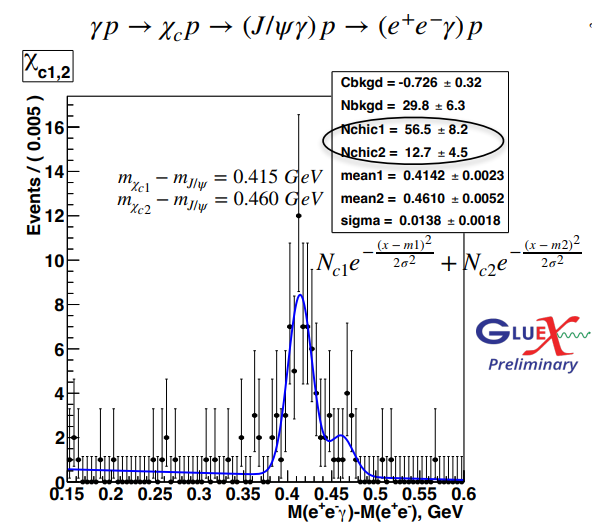 γp → χ_c p → (J/ψγ) p → (e⁺e⁻γ) p
χ_c1,2
Cbkgd = -0.726 ± 0.32
Nbkgd = 29.8 ± 6.3
Nchic1 = 56.5 ± 8.2
Nchic2 = 12.7 ± 4.5
mean1 = 0.4142 ± 0.0023
mean2 = 0.4610 ± 0.0052
sigma = 0.0138 ± 0.0018
Events / ( 0.005 )
16
14
12
10
8
6
4
2
0
m_χc1 − m_J/ψ = 0.415 GeV
m_χc2 − m_J/ψ = 0.460 GeV
N_c1 e^{−(x − m1)²/2σ²} + N_c2 e^{−(x − m2)²/2σ²}
GLUEX
Preliminary
0.15 0.2 0.25 0.3 0.35 0.4 0.45 0.5 0.55 0.6
M(e⁺e⁻γ)-M(e⁺e⁻), GeV